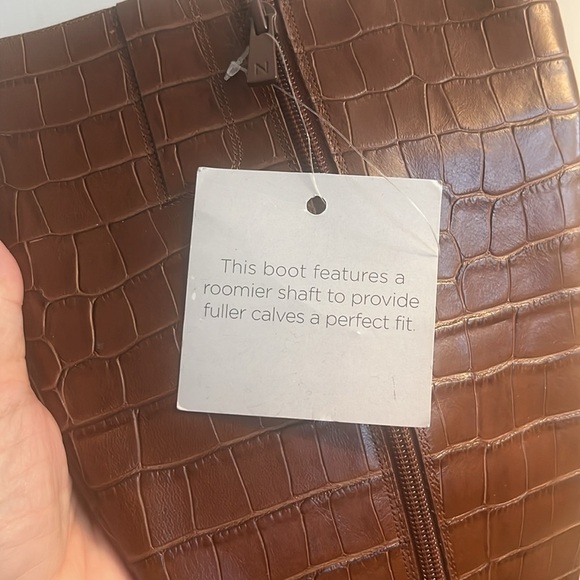 N
This boot features a
roomier shaft to provide
fuller calves a perfect fit.